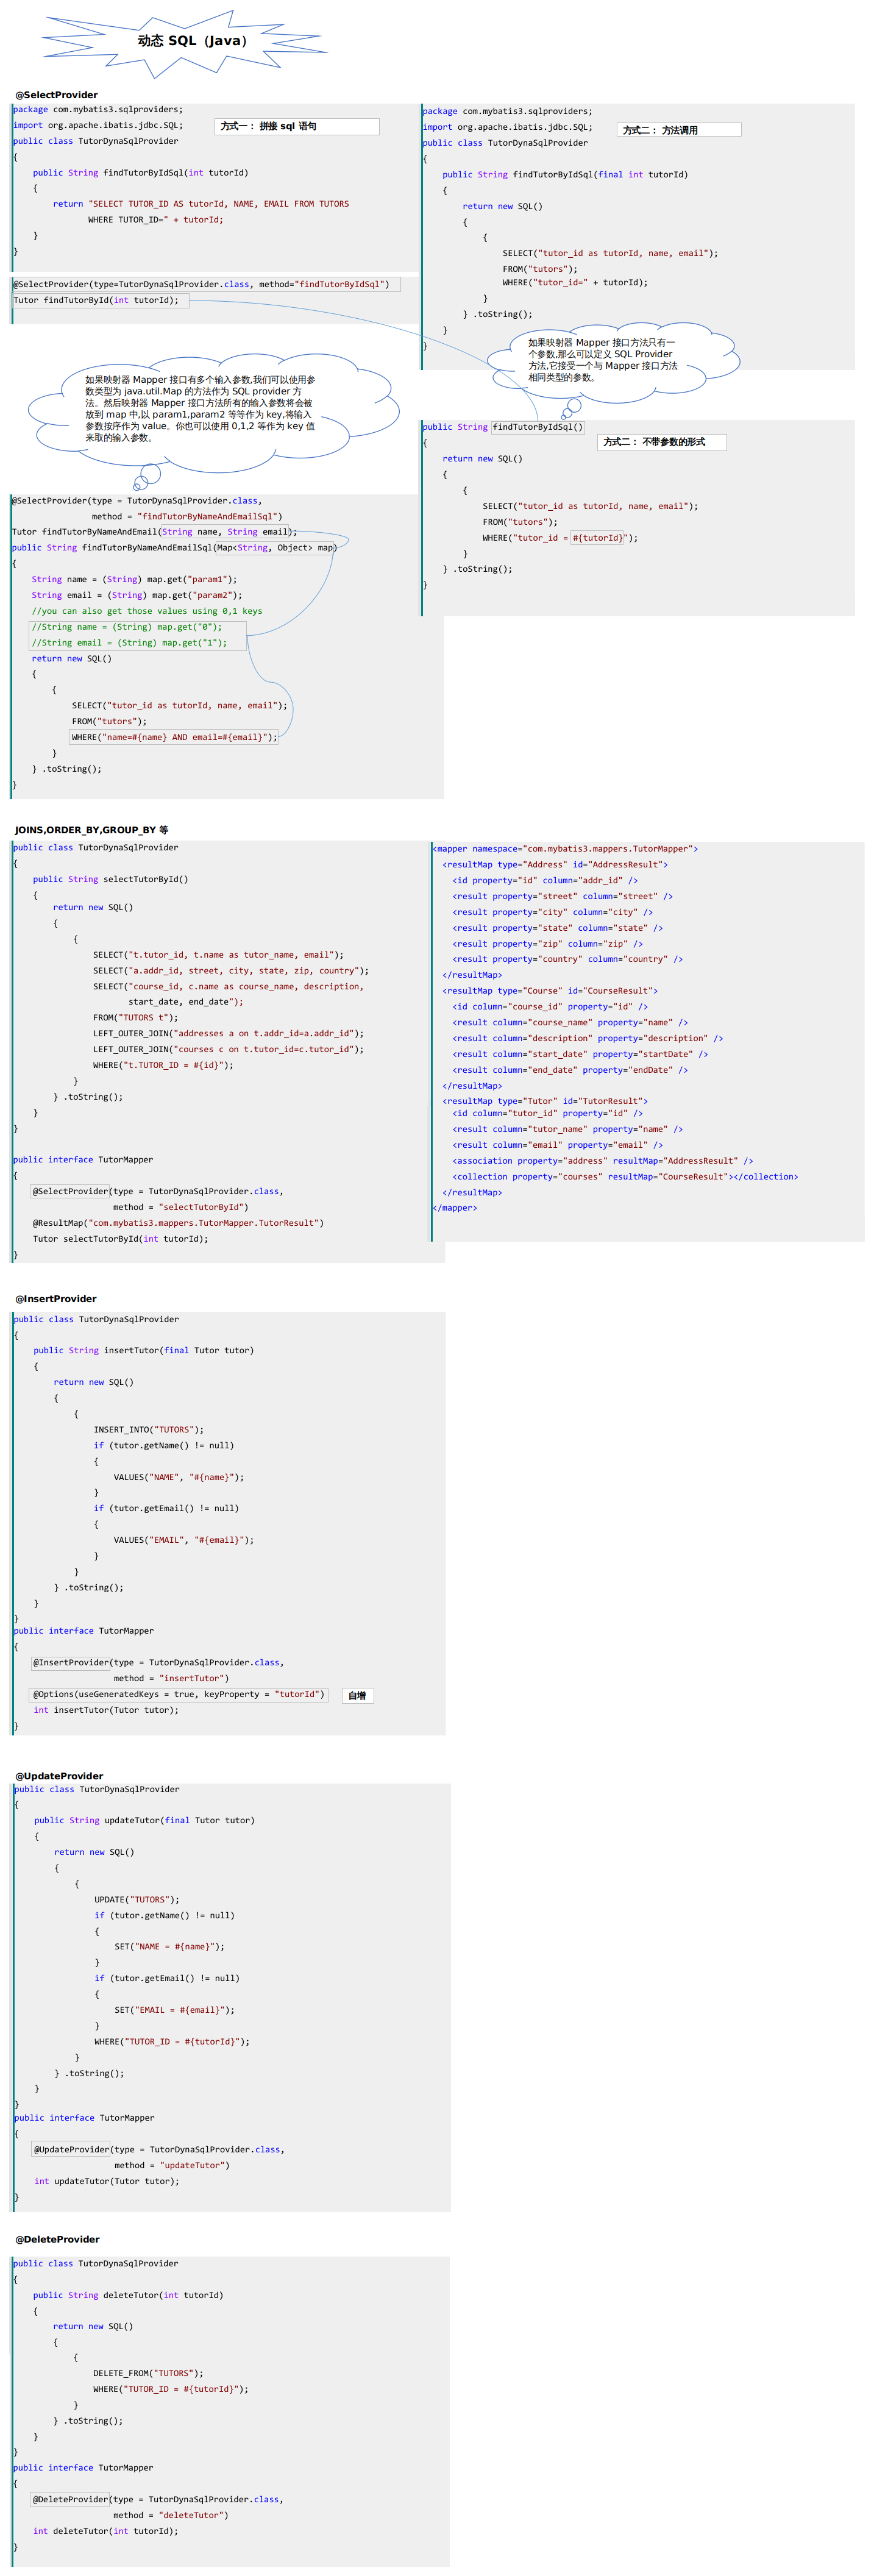 动态 SQL（Java）
@SelectProvider
package com.mybatis3.sqlproviders;
import org.apache.ibatis.jdbc.SQL;
方式一： 拼接 sql 语句
public class TutorDynaSqlProvider
{
public String findTutorByIdSql(int tutorId)
{
return "SELECT TUTOR_ID AS tutorId, NAME, EMAIL FROM TUTORS
WHERE TUTOR_ID=" + tutorId;
}
}
@SelectProvider(type=TutorDynaSqlProvider.class, method="findTutorByIdSql")
Tutor findTutorById(int tutorId);
package com.mybatis3.sqlproviders;
import org.apache.ibatis.jdbc.SQL;
方式二： 方法调用
public class TutorDynaSqlProvider
{
public String findTutorByIdSql(final int tutorId)
{
return new SQL()
{
{
SELECT("tutor_id as tutorId, name, email");
FROM("tutors");
WHERE("tutor_id=" + tutorId);
}
} .toString();
}
}
如果映射器 Mapper 接口方法只有一
个参数,那么可以定义 SQL Provider
方法,它接受一个与 Mapper 接口方法
相同类型的参数。
如果映射器 Mapper 接口有多个输入参数,我们可以使用参
数类型为 java.util.Map 的方法作为 SQL provider 方
法。然后映射器 Mapper 接口方法所有的输入参数将会被
放到 map 中,以 param1,param2 等等作为 key,将输入
参数按序作为 value。你也可以使用 0,1,2 等作为 key 值
来取的输入参数。
public String findTutorByIdSql()
{
方式二： 不带参数的形式
return new SQL()
{
{
SELECT("tutor_id as tutorId, name, email");
FROM("tutors");
WHERE("tutor_id = #{tutorId}");
}
} .toString();
}
@SelectProvider(type = TutorDynaSqlProvider.class,
method = "findTutorByNameAndEmailSql")
Tutor findTutorByNameAndEmail(String name, String email);
public String findTutorByNameAndEmailSql(Map<String, Object> map)
{
String name = (String) map.get("param1");
String email = (String) map.get("param2");
//you can also get those values using 0,1 keys
//String name = (String) map.get("0");
//String email = (String) map.get("1");
return new SQL()
{
{
SELECT("tutor_id as tutorId, name, email");
FROM("tutors");
WHERE("name=#{name} AND email=#{email}");
}
} .toString();
}
JOINS,ORDER_BY,GROUP_BY 等
public class TutorDynaSqlProvider
{
public String selectTutorById()
{
return new SQL()
{
{
SELECT("t.tutor_id, t.name as tutor_name, email");
SELECT("a.addr_id, street, city, state, zip, country");
SELECT("course_id, c.name as course_name, description,
start_date, end_date");
FROM("TUTORS t");
LEFT_OUTER_JOIN("addresses a on t.addr_id=a.addr_id");
LEFT_OUTER_JOIN("courses c on t.tutor_id=c.tutor_id");
WHERE("t.TUTOR_ID = #{id}");
}
} .toString();
}
}
public interface TutorMapper
{
@SelectProvider(type = TutorDynaSqlProvider.class,
method = "selectTutorById")
@ResultMap("com.mybatis3.mappers.TutorMapper.TutorResult")
Tutor selectTutorById(int tutorId);
}
<mapper namespace="com.mybatis3.mappers.TutorMapper">
<resultMap type="Address" id="AddressResult">
<id property="id" column="addr_id" />
<result property="street" column="street" />
<result property="city" column="city" />
<result property="state" column="state" />
<result property="zip" column="zip" />
<result property="country" column="country" />
</resultMap>
<resultMap type="Course" id="CourseResult">
<id column="course_id" property="id" />
<result column="course_name" property="name" />
<result column="description" property="description" />
<result column="start_date" property="startDate" />
<result column="end_date" property="endDate" />
</resultMap>
<resultMap type="Tutor" id="TutorResult">
<id column="tutor_id" property="id" />
<result column="tutor_name" property="name" />
<result column="email" property="email" />
<association property="address" resultMap="AddressResult" />
<collection property="courses" resultMap="CourseResult"></collection>
</resultMap>
</mapper>
@InsertProvider
public class TutorDynaSqlProvider
{
public String insertTutor(final Tutor tutor)
{
return new SQL()
{
{
INSERT_INTO("TUTORS");
if (tutor.getName() != null)
{
VALUES("NAME", "#{name}");
}
if (tutor.getEmail() != null)
{
VALUES("EMAIL", "#{email}");
}
}
} .toString();
}
}
public interface TutorMapper
{
@InsertProvider(type = TutorDynaSqlProvider.class,
method = "insertTutor")
@Options(useGeneratedKeys = true, keyProperty = "tutorId")
自增
int insertTutor(Tutor tutor);
}
@UpdateProvider
public class TutorDynaSqlProvider
{
public String updateTutor(final Tutor tutor)
{
return new SQL()
{
{
UPDATE("TUTORS");
if (tutor.getName() != null)
{
SET("NAME = #{name}");
}
if (tutor.getEmail() != null)
{
SET("EMAIL = #{email}");
}
WHERE("TUTOR_ID = #{tutorId}");
}
} .toString();
}
}
public interface TutorMapper
{
@UpdateProvider(type = TutorDynaSqlProvider.class,
method = "updateTutor")
int updateTutor(Tutor tutor);
}
@DeleteProvider
public class TutorDynaSqlProvider
{
public String deleteTutor(int tutorId)
{
return new SQL()
{
{
DELETE_FROM("TUTORS");
WHERE("TUTOR_ID = #{tutorId}");
}
} .toString();
}
}
public interface TutorMapper
{
@DeleteProvider(type = TutorDynaSqlProvider.class,
method = "deleteTutor")
int deleteTutor(int tutorId);
}